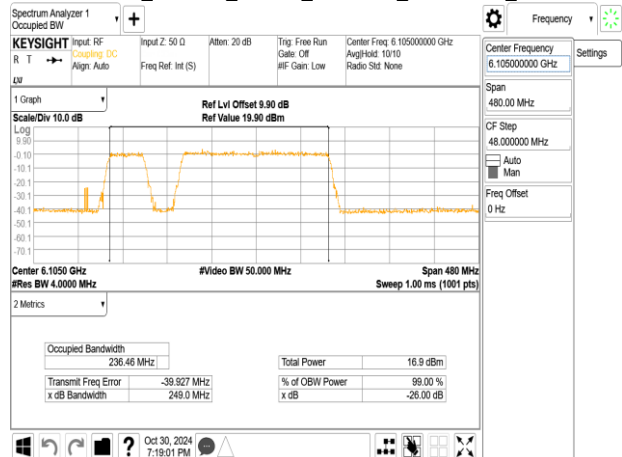 Spectrum Analyzer 1
Occupied BW
+
Frequency
KEYSIGHT
R T
LXI
Input: RF
Coupling: DC
Align: Auto
Input Z: 50 Ω
Freq Ref: Int (S)
Atten: 20 dB
Trig: Free Run
Gate: Off
#IF Gain: Low
Center Freq: 6.105000000 GHz
Avg|Hold: 10/10
Radio Std: None
Center Frequency
6.105000000 GHz
Settings
Span
480.00 MHz
CF Step
48.000000 MHz
Auto
Man
Freq Offset
0 Hz
1 Graph
Ref Lvl Offset 9.90 dB
Scale/Div 10.0 dB
Ref Value 19.90 dBm
Log
9.90
-0.10
-10.1
-20.1
-30.1
-40.1
-50.1
-60.1
-70.1
Center 6.1050 GHz
#Video BW 50.000 MHz
Span 480 MHz
#Res BW 4.0000 MHz
Sweep 1.00 ms (1001 pts)
2 Metrics
Occupied Bandwidth
236.46 MHz
Total Power 16.9 dBm
Transmit Freq Error -39.927 MHz
% of OBW Power 99.00 %
x dB Bandwidth 249.0 MHz
x dB -26.00 dB
?
Oct 30, 2024
7:19:01 PM